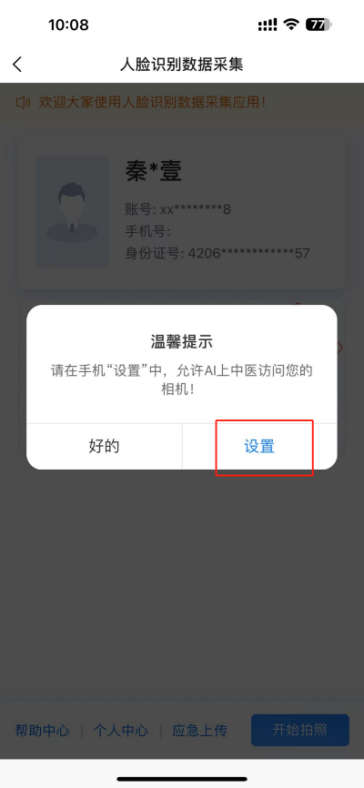 10:08
77
人脸识别数据采集
欢迎大家使用人脸识别数据采集应用!
秦*壹
账号: xx********8
手机号:
身份证号: 4206************57
温馨提示
请在手机“设置”中，允许AI上中医访问您的
相机！
好的
设置
帮助中心 | 个人中心 | 应急上传
开始拍照